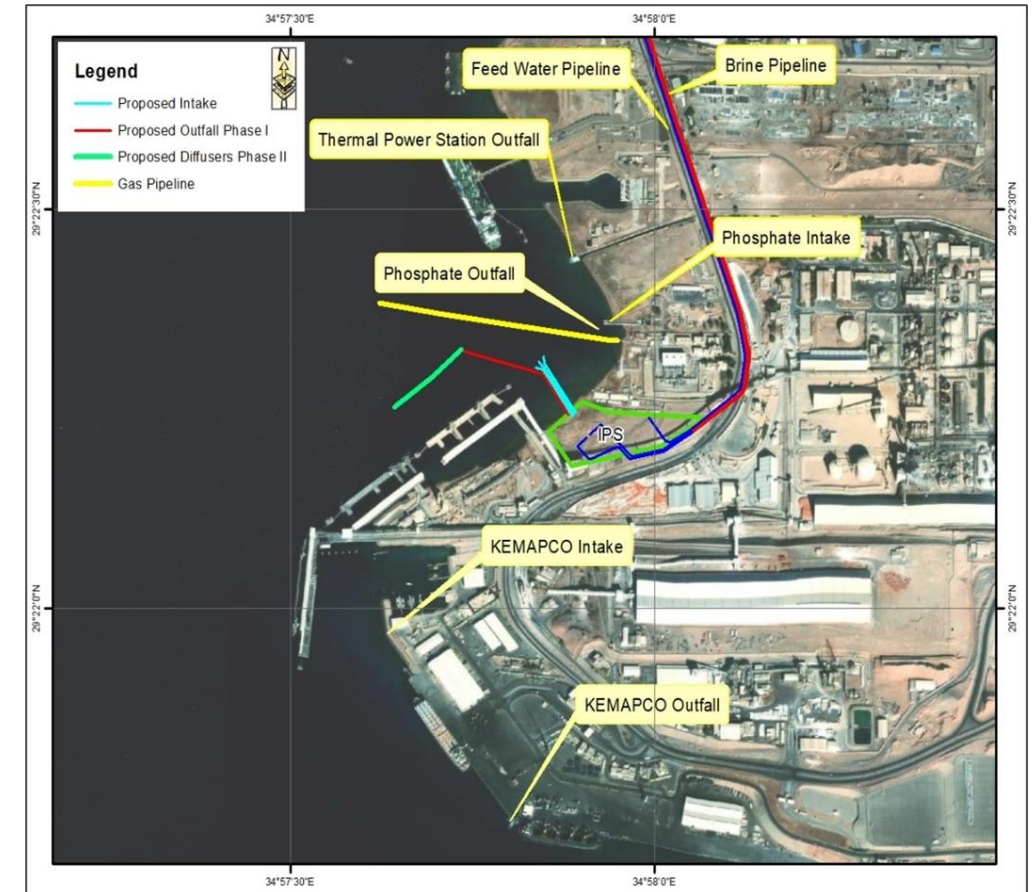 34°57'30"E
34°58'0"E
Legend
N
Proposed Intake
Proposed Outfall Phase I
Proposed Diffusers Phase II
Gas Pipeline
Feed Water Pipeline
Brine Pipeline
Thermal Power Station Outfall
29°22'30"N
29°22'30"N
Phosphate Intake
Phosphate Outfall
IPS
KEMAPCO Intake
29°22'0"N
29°22'0"N
KEMAPCO Outfall
34°57'30"E
34°58'0"E